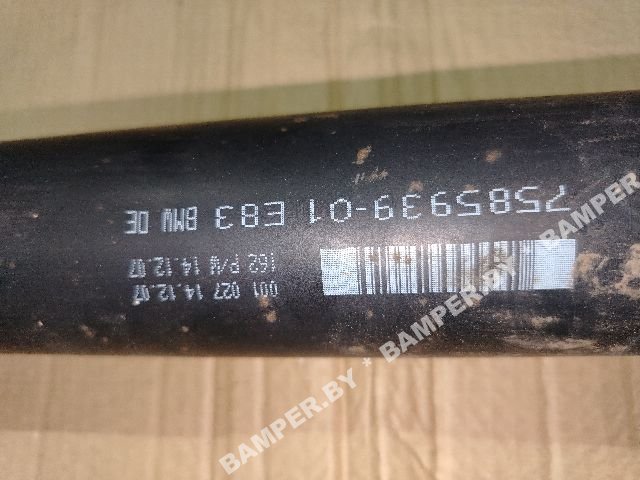 001 027 14.12.07
162 P/N 14.12.07
7585939-01 E83 BMW DE
BAMPER.BY * BAMPER.BY * BAMPER.BY